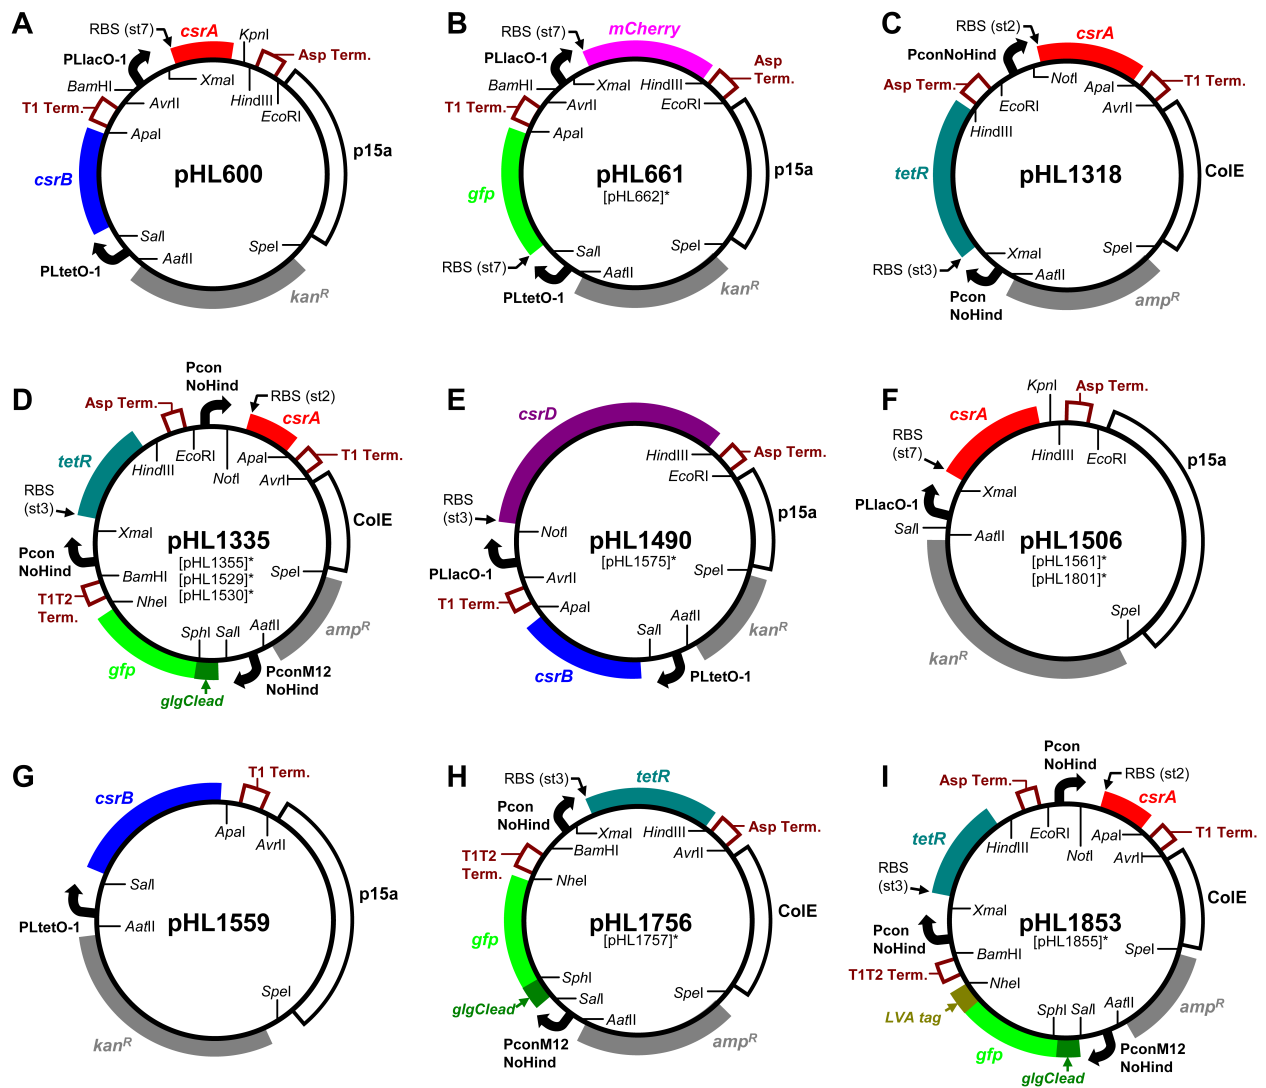 A
RBS (st7)
csrA
KpnI
PLlacO-1
Asp Term.
BamHI
XmaI
T1 Term.
AvrII
HindIII
EcoRI
ApaI
pHL600
p15a
csrB
SalI
SpeI
AatII
PLtetO-1
kanR
B
RBS (st7)
mCherry
PLlacO-1
Asp
Term.
BamHI
XmaI
HindIII
T1 Term.
AvrII
EcoRI
ApaI
pHL661
[pHL662]*
p15a
gfp
SalI
SpeI
RBS (st7)
AatII
PLtetO-1
kanR
C
RBS (st2)
csrA
PconNoHind
Asp Term.
NotI
ApaI
T1 Term.
EcoRI
AvrII
HindIII
tetR
pHL1318
ColE
XmaI
SpeI
RBS (st3)
AatII
Pcon
NoHind
ampR
D
Pcon
NoHind
RBS (st2)
Asp Term.
csrA
EcoRI
ApaI
T1 Term.
tetR
HindIII
NotI
AvrII
RBS
(st3)
XmaI
pHL1335
[pHL1355]*
[pHL1529]*
[pHL1530]*
ColE
Pcon
NoHind
BamHI
SpeI
T1T2
Term.
NheI
SphI
SalI
AatII
ampR
gfp
PconM12
NoHind
glgClead
E
csrD
HindIII
Asp Term.
EcoRI
RBS
(st3)
NotI
pHL1490
[pHL1575]*
p15a
PLlacO-1
AvrII
SpeI
T1 Term.
ApaI
AatII
SalI
kanR
csrB
PLtetO-1
F
KpnI
Asp Term.
csrA
RBS
(st7)
HindIII
EcoRI
p15a
XmaI
PLlacO-1
SalI
AatII
pHL1506
[pHL1561]*
[pHL1801]*
SpeI
kanR
G
T1 Term.
csrB
ApaI
AvrII
SalI
p15a
PLtetO-1
AatII
pHL1559
SpeI
kanR
H
RBS (st3)
tetR
Pcon
NoHind
XmaI
HindIII
Asp Term.
BamHI
AvrII
T1T2
Term.
NheI
pHL1756
[pHL1757]*
ColE
gfp
SphI
SalI
SpeI
glgClead
AatII
PconM12
NoHind
ampR
I
Pcon
NoHind
RBS (st2)
Asp Term.
csrA
EcoRI
ApaI
T1 Term.
tetR
HindIII
NotI
AvrII
RBS
(st3)
XmaI
pHL1853
[pHL1855]*
ColE
Pcon
NoHind
BamHI
SpeI
T1T2 Term.
NheI
SphI
SalI
AatII
ampR
LVA tag
gfp
PconM12
NoHind
glgClead